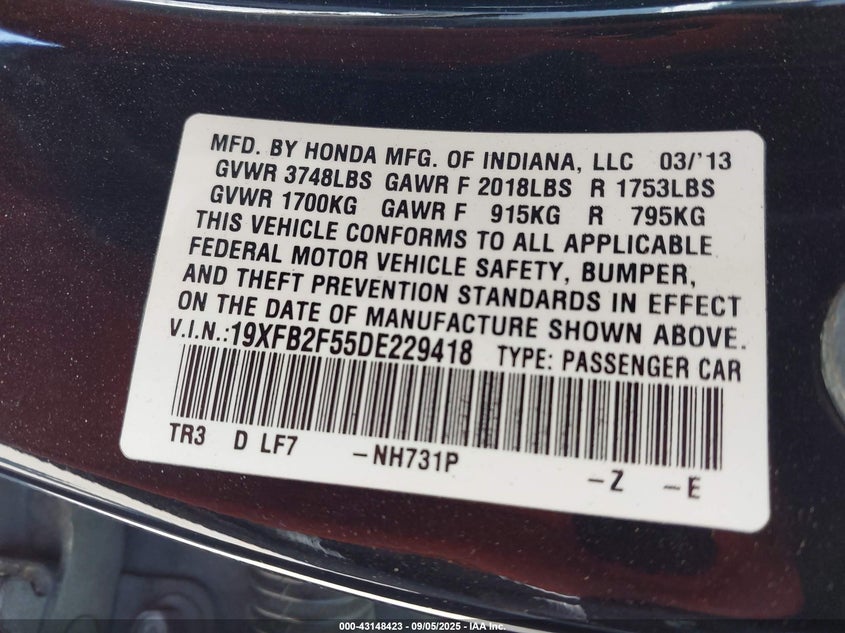 MFD. BY HONDA MFG. OF INDIANA, LLC 03/'13
GVWR 3748LBS GAWR F 2018LBS R 1753LBS
GVWR 1700KG GAWR F 915KG R 795KG
THIS VEHICLE CONFORMS TO ALL APPLICABLE
FEDERAL MOTOR VEHICLE SAFETY, BUMPER,
AND THEFT PREVENTION STANDARDS IN EFFECT
ON THE DATE OF MANUFACTURE SHOWN ABOVE.
V.I.N.:19XFB2F55DE229418 TYPE: PASSENGER CAR
TR3 D LF7 -NH731P -Z -E
000-43148423 - 09/05/2025 - IAA Inc.